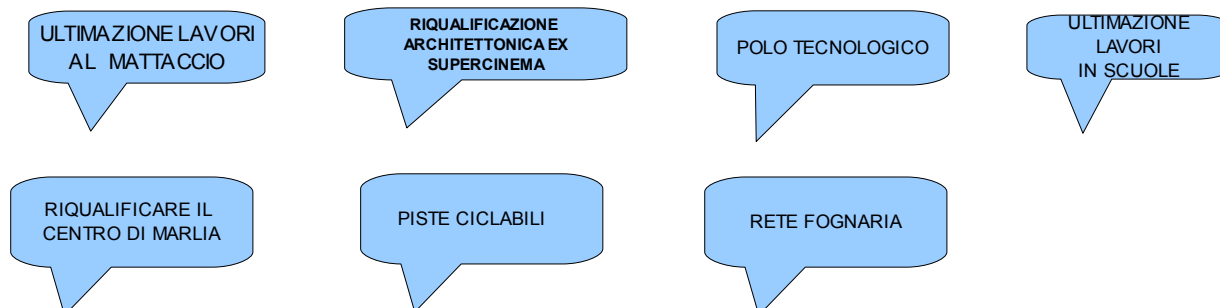 ULTIMAZIONE LAVORI
AL MATTACCIO
RIQUALIFICAZIONE
ARCHITETTONICA EX
SUPERCINEMA
POLO TECNOLOGICO
ULTIMAZIONE
LAVORI
IN SCUOLE
RIQUALIFICARE IL
CENTRO DI MARLIA
PISTE CICLABILI
RETE FOGNARIA